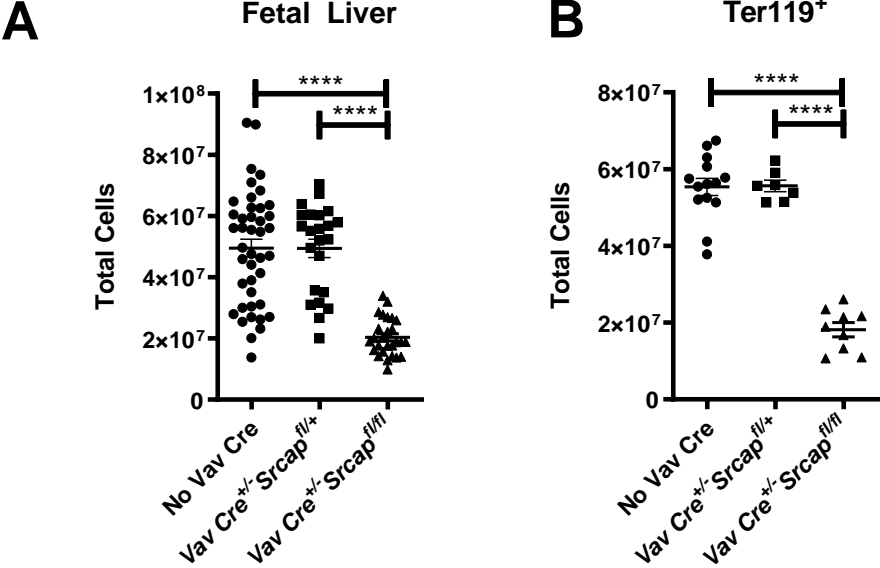 A
Fetal Liver
Total Cells
1×10⁸
8×10⁷
6×10⁷
4×10⁷
2×10⁷
0
****
****
No Vav Cre
Vav Cre⁺/⁻Srcapᶠˡ/⁺
Vav Cre⁺/⁻Srcapᶠˡ/ᶠˡ
B
Ter119⁺
Total Cells
8×10⁷
6×10⁷
4×10⁷
2×10⁷
0
****
****
No Vav Cre
Vav Cre⁺/⁻Srcapᶠˡ/⁺
Vav Cre⁺/⁻Srcapᶠˡ/ᶠˡ